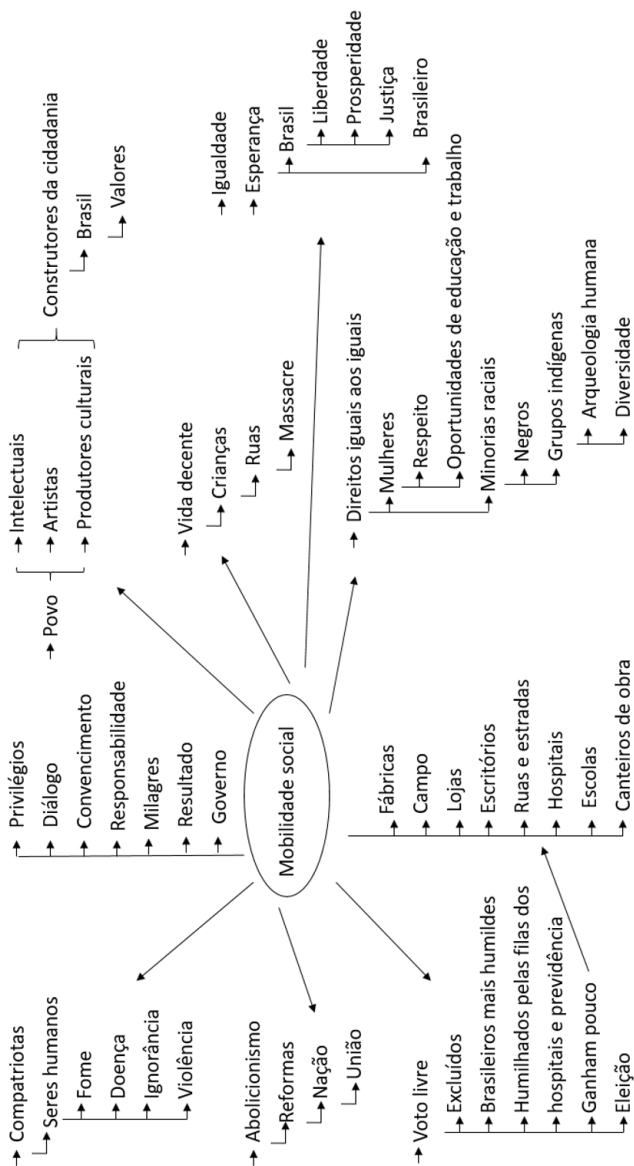 Compatriotas
Seres humanos
Fome
Doença
Ignorância
Violência
Privilégios
Diálogo
Convencimento
Responsabilidade
Milagres
Resultado
Governo
Povo
Intelectuais
Artistas
Produtores culturais
Construtores da cidadania
Brasil
Valores
Abolicionismo
Reformas
Nação
União
Mobilidade social
Vida decente
Crianças
Ruas
Massacre
Igualdade
Esperança
Brasil
Liberdade
Prosperidade
Justiça
Brasileiro
Voto livre
Excluídos
Brasileiros mais humildes
Humilhados pelas filas dos
hospitais e previdência
Ganham pouco
Eleição
Fábricas
Campo
Lojas
Escritórios
Ruas e estradas
Hospitais
Escolas
Canteiros de obra
Direitos iguais aos iguais
Mulheres
Respeito
Oportunidades de educação e trabalho
Minorias raciais
Negros
Grupos indígenas
Arqueologia humana
Diversidade